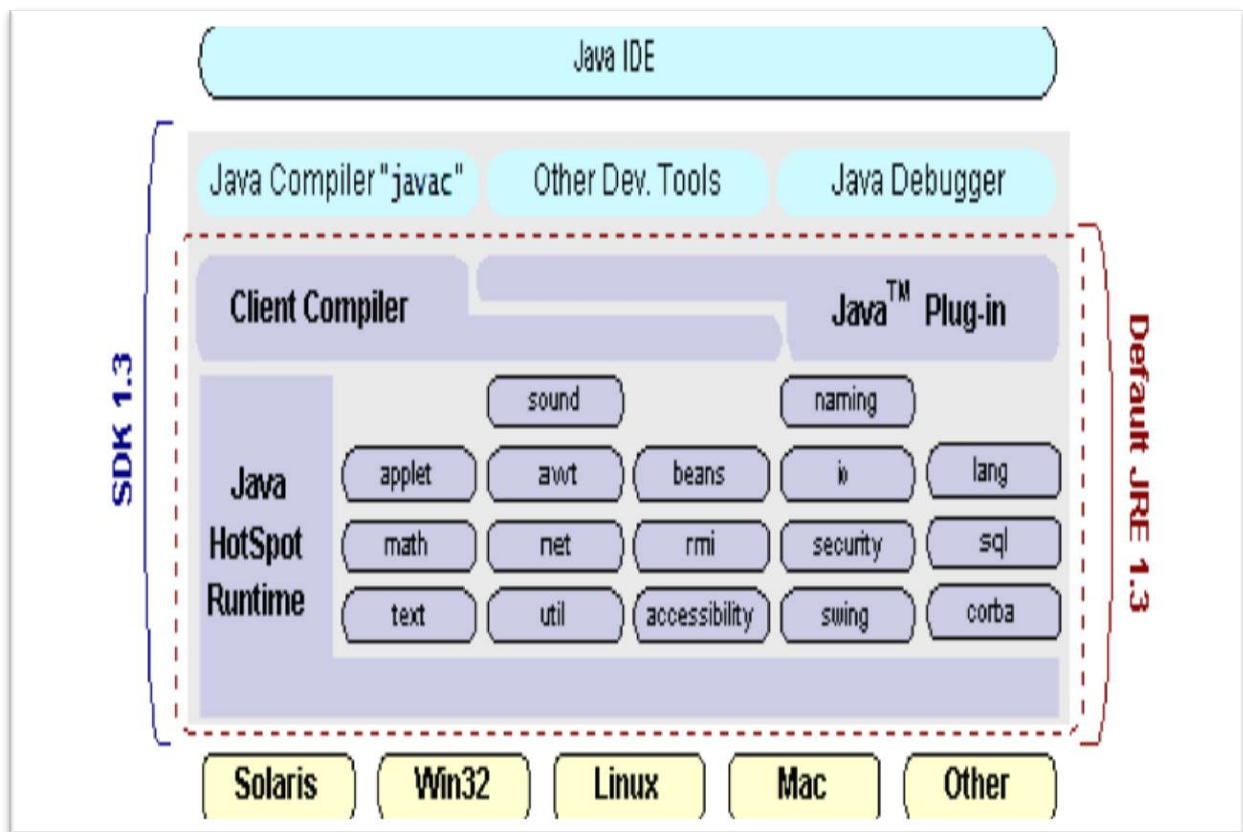 Java IDE
SDK 1.3
Java Compiler "javac"
Other Dev. Tools
Java Debugger
Client Compiler
Java™ Plug-in
Java
HotSpot
Runtime
sound
naming
applet
awt
beans
io
lang
math
net
rmi
security
sql
text
util
accessibility
swing
corba
Default JRE 1.3
Solaris
Win32
Linux
Mac
Other